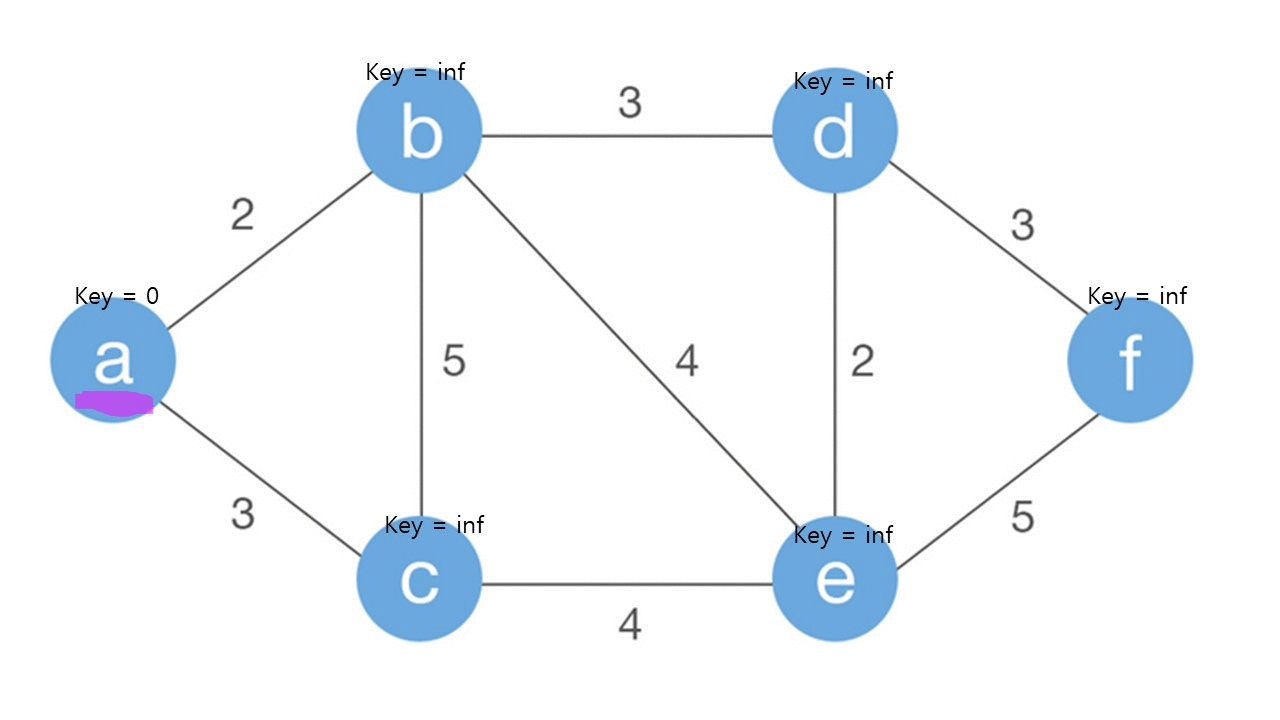 Key = inf
b
3
Key = inf
d
2
3
Key = 0
a
5
4
2
Key = inf
f
3
Key = inf
c
4
Key = inf
e
5